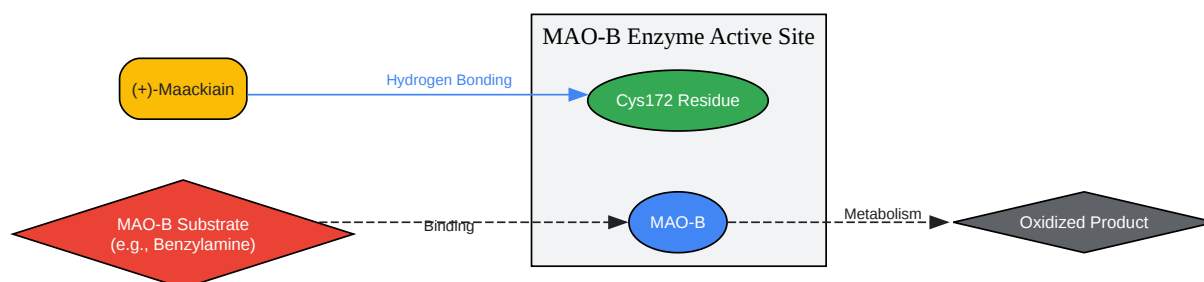 MAO-B Enzyme Active Site
(+)-Maackiain
Hydrogen Bonding
Cys172 Residue
MAO-B Substrate
(e.g., Benzylamine)
Binding
MAO-B
Metabolism
Oxidized Product